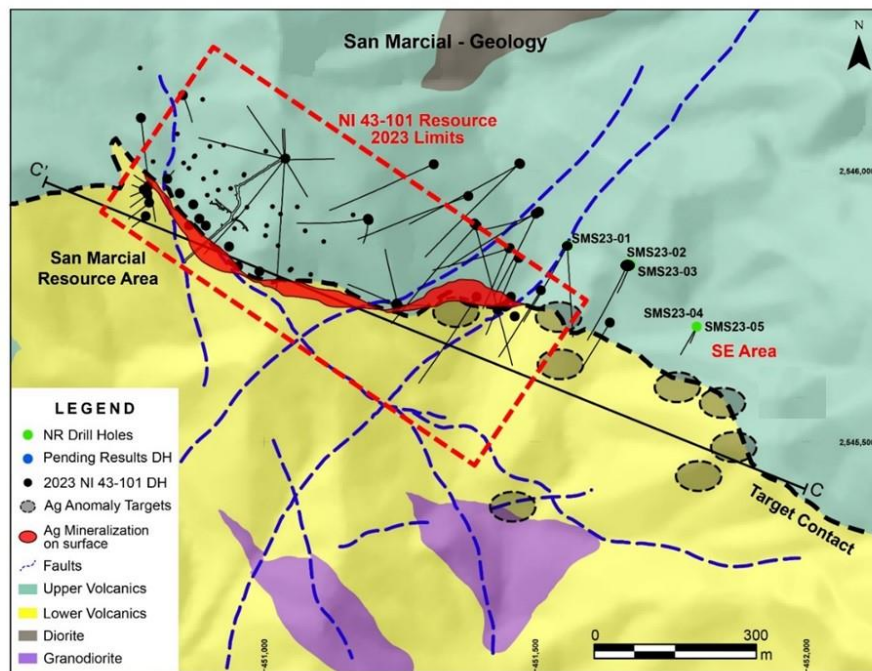 San Marcial - Geology
N
NI 43-101 Resource
2023 Limits
2,546,000
C'
SMS23-01
SMS23-02
SMS23-03
San Marcial
Resource Area
SMS23-04
SMS23-05
SE Area
LEGEND
NR Drill Holes
Pending Results DH
2023 NI 43-101 DH
Ag Anomaly Targets
Ag Mineralization
on surface
Faults
Upper Volcanics
Lower Volcanics
Diorite
Granodiorite
2,545,500
C
Target Contact
451,000
451,500
452,000
0
300
m